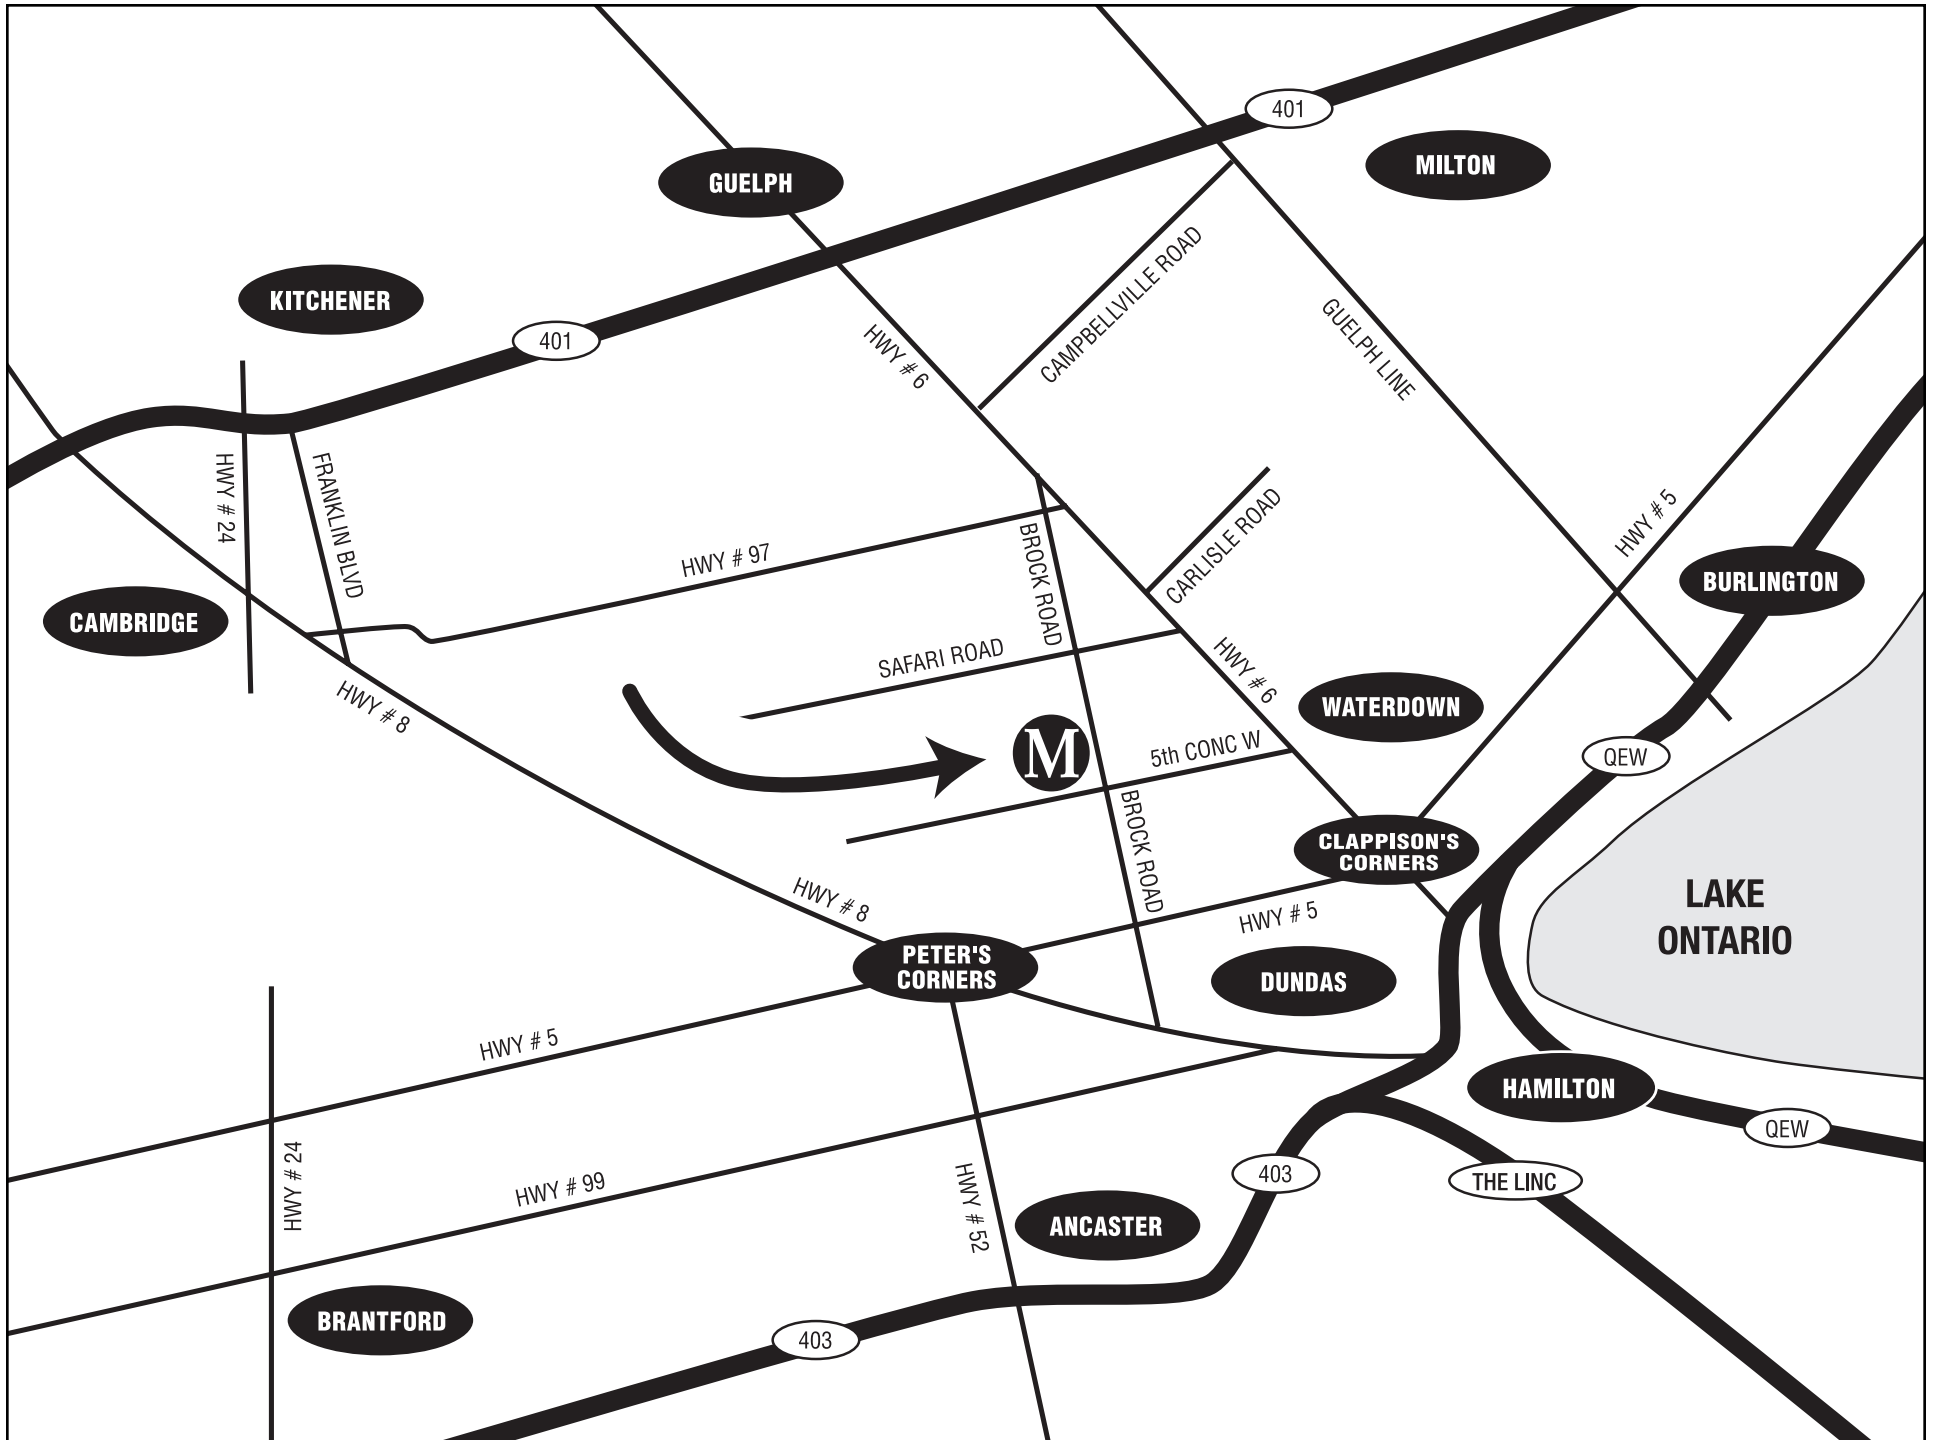 401
MILTON
GUELPH
KITCHENER
401
CAMPBELLVILLE ROAD
GUELPH LINE
HWY # 6
HWY # 24
FRANKLIN BLVD
HWY # 97
BROCK ROAD
CARLISLE ROAD
HWY # 5
BURLINGTON
CAMBRIDGE
SAFARI ROAD
HWY # 6
HWY # 8
WATERDOWN
M
5th CONC W
QEW
BROCK ROAD
CLAPPISON'S
CORNERS
HWY # 8
HWY # 5
LAKE
ONTARIO
PETER'S
CORNERS
DUNDAS
HWY # 5
HAMILTON
QEW
HWY # 24
HWY # 99
HWY # 52
403
THE LINC
ANCASTER
BRANTFORD
403